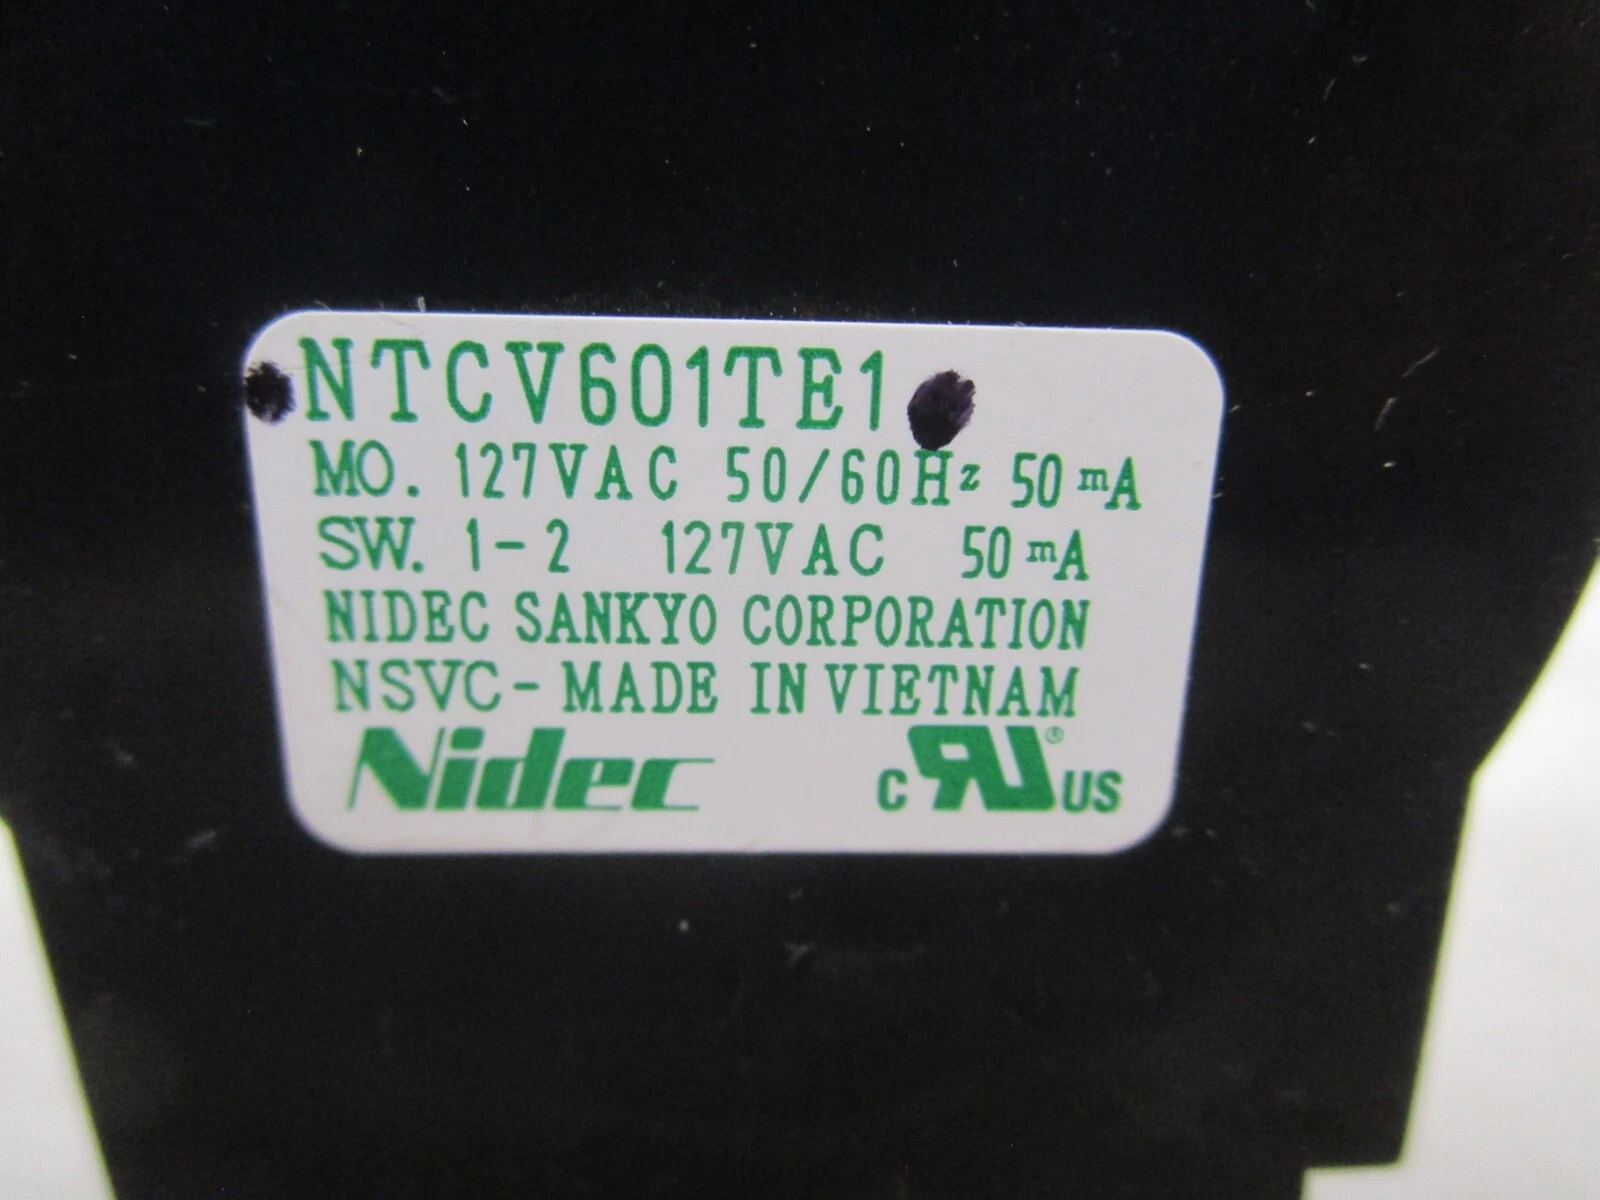 NTCV601TE1
MO. 127VAC 50/60Hz 50mA
SW. 1-2 127VAC 50mA
NIDEC SANKYO CORPORATION
NSVC-MADE IN VIETNAM
Nidec
c RU® US